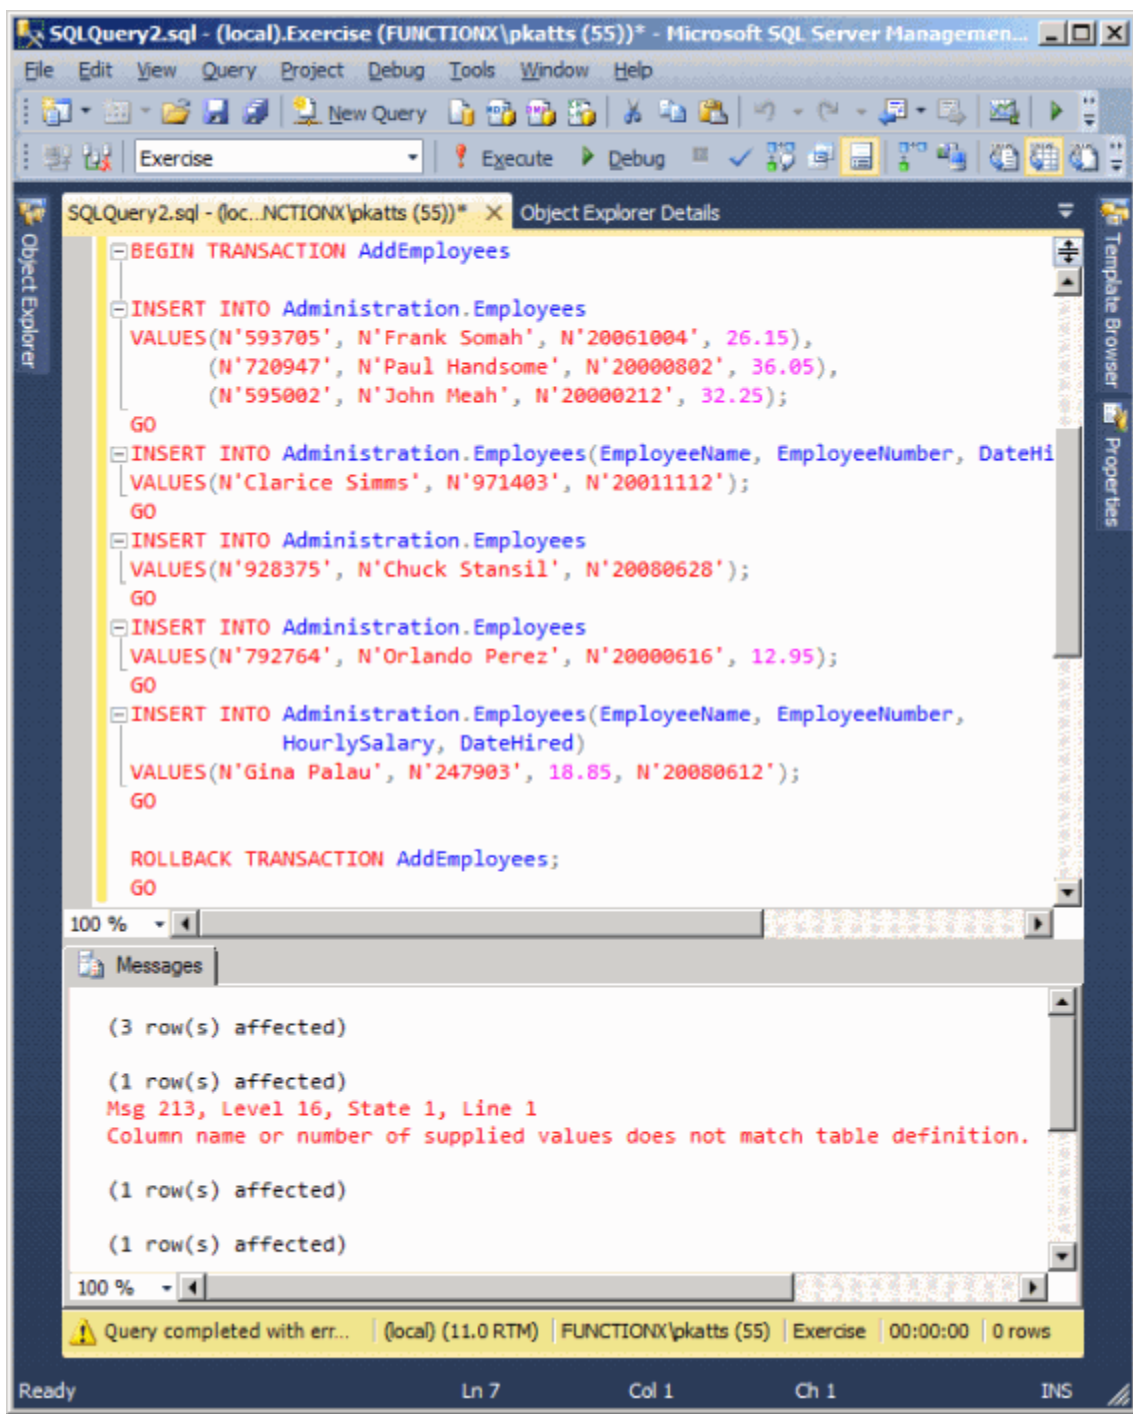 SQLQuery2.sql - (local).Exercise (FUNCTIONX\pkatts (55))* - Microsoft SQL Server Managemen...
File Edit View Query Project Debug Tools Window Help
New Query
Exercise Execute Debug
SQLQuery2.sql - (loc...NCTIONX\pkatts (55))* Object Explorer Details
Object Explorer
Template Browser
Properties
BEGIN TRANSACTION AddEmployees
INSERT INTO Administration.Employees
VALUES(N'593705', N'Frank Somah', N'20061004', 26.15),
(N'720947', N'Paul Handsome', N'20000802', 36.05),
(N'595002', N'John Meah', N'20000212', 32.25);
GO
INSERT INTO Administration.Employees(EmployeeName, EmployeeNumber, DateHi
VALUES(N'Clarice Simms', N'971403', N'20011112');
GO
INSERT INTO Administration.Employees
VALUES(N'928375', N'Chuck Stansil', N'20080628');
GO
INSERT INTO Administration.Employees
VALUES(N'792764', N'Orlando Perez', N'20000616', 12.95);
GO
INSERT INTO Administration.Employees(EmployeeName, EmployeeNumber,
HourlySalary, DateHired)
VALUES(N'Gina Palau', N'247903', 18.85, N'20080612');
GO
ROLLBACK TRANSACTION AddEmployees;
GO
100 %
Messages
(3 row(s) affected)
(1 row(s) affected)
Msg 213, Level 16, State 1, Line 1
Column name or number of supplied values does not match table definition.
(1 row(s) affected)
(1 row(s) affected)
100 %
Query completed with err... (local) (11.0 RTM) FUNCTIONX\pkatts (55) Exercise 00:00:00 0 rows
Ready Ln 7 Col 1 Ch 1 INS